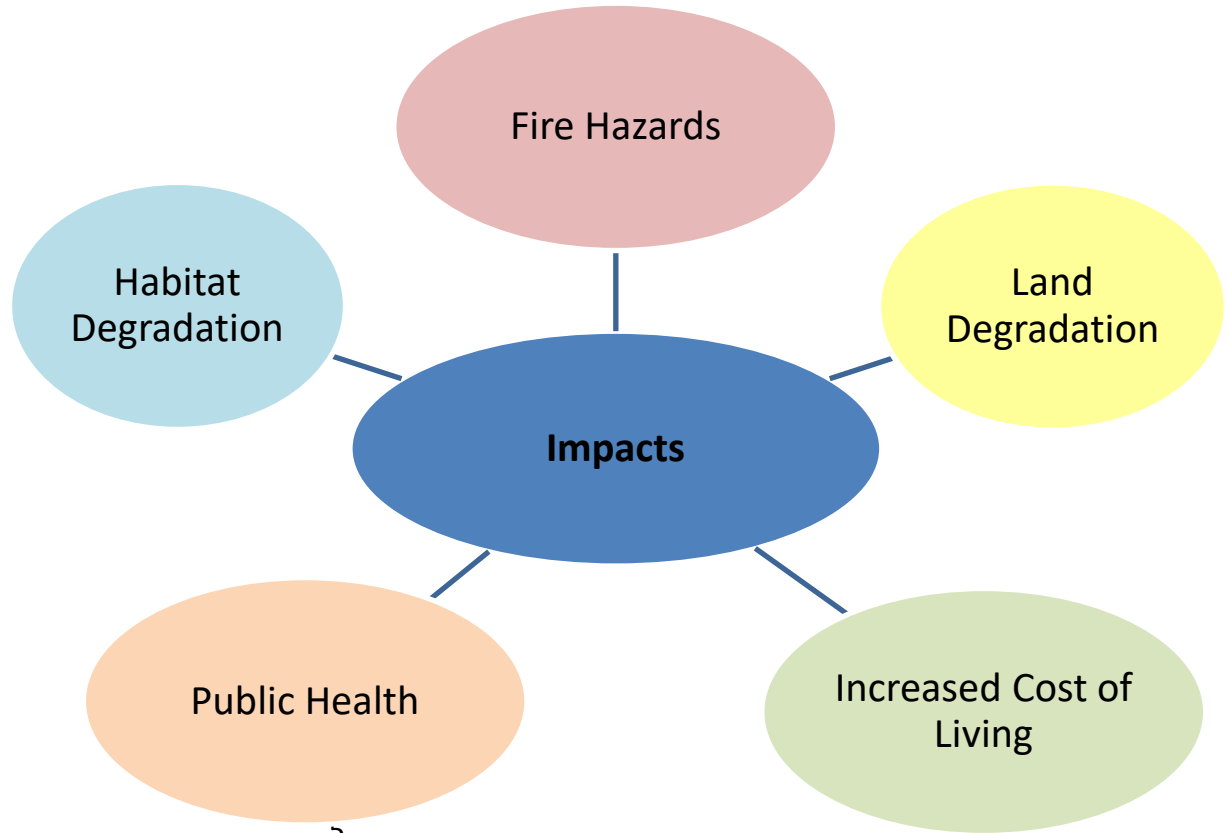 Fire Hazards
Habitat
Degradation
Land
Degradation
Impacts
Public Health
Increased Cost of
Living